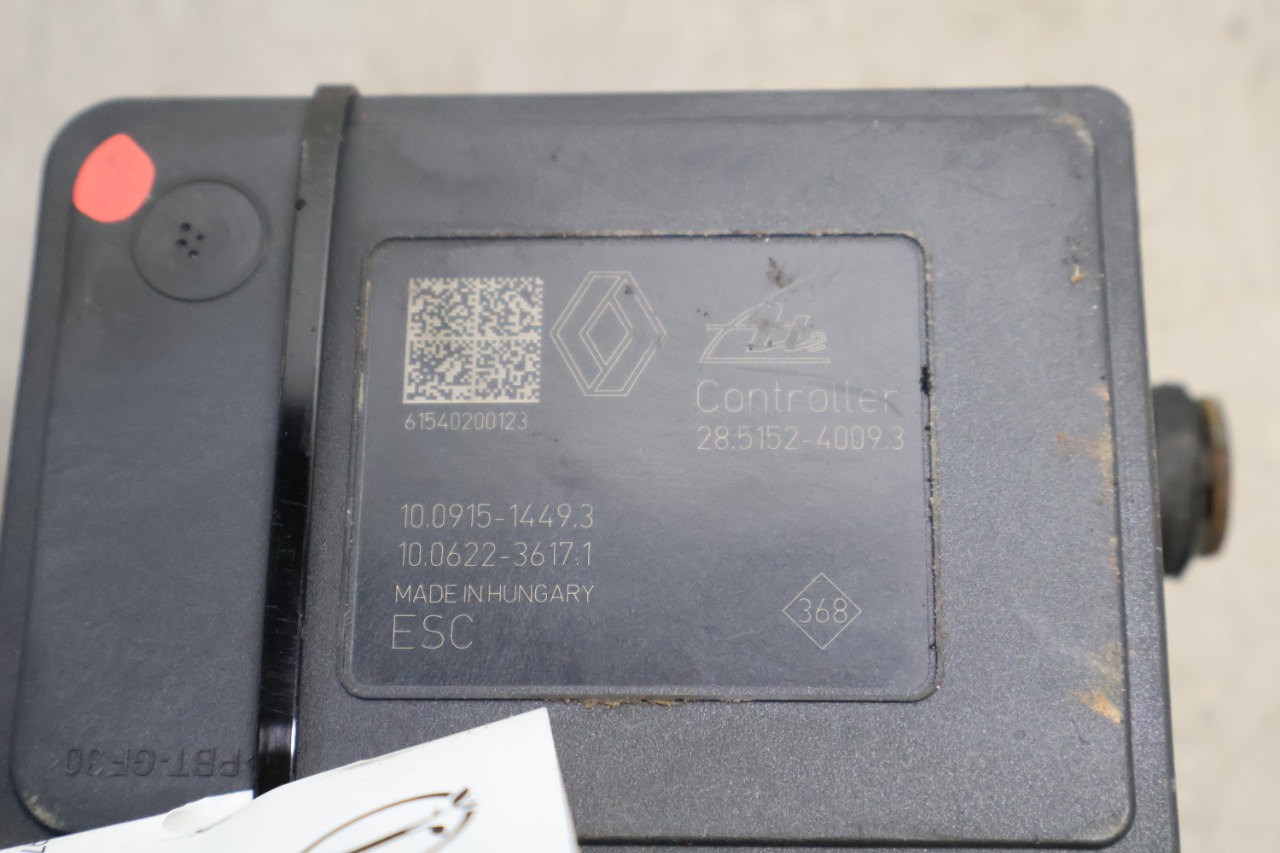 61540200123
Ate
Controller
28.5152-4009.3
10.0915-1449.3
10.0622-3617.1
MADE IN HUNGARY
ESC
368
>PBT-GF30<